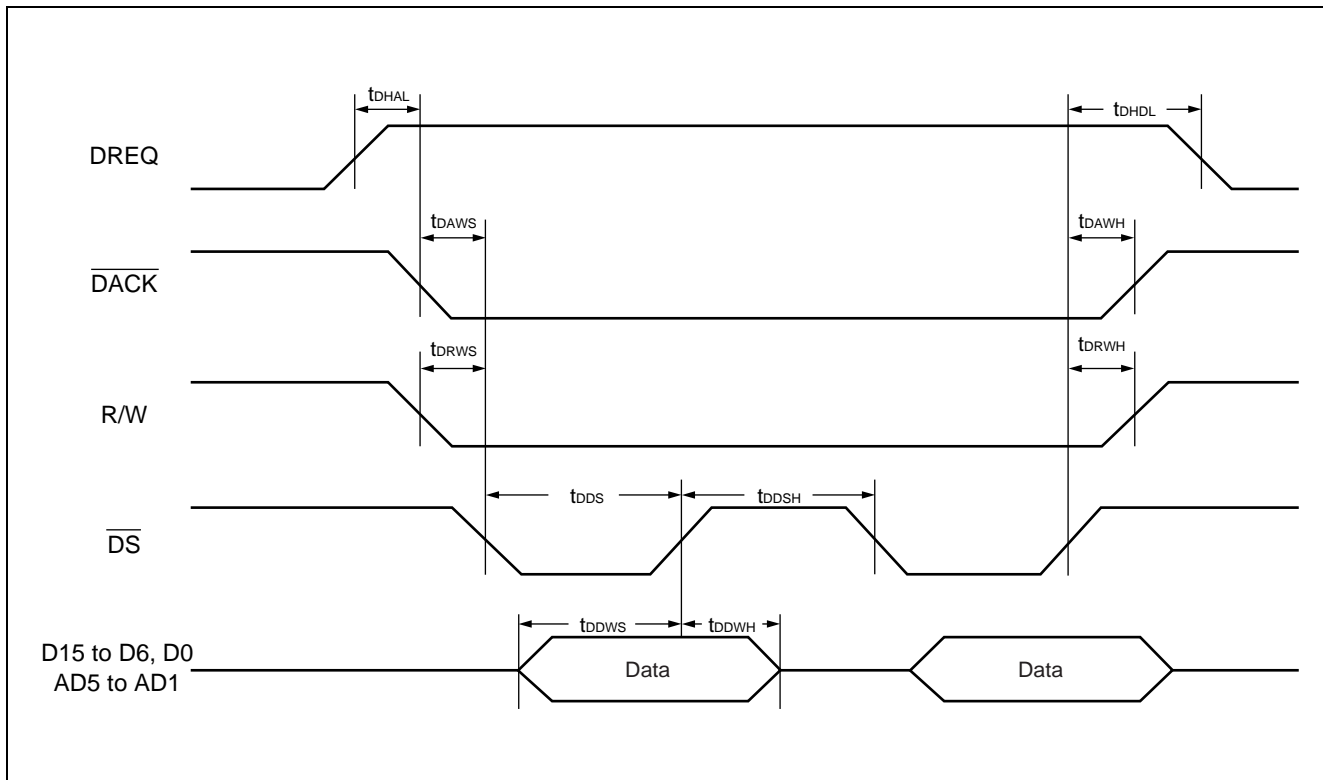 tDHAL
tDHDL
DREQ
tDAWS
tDAWH
DACK
tDRWS
tDRWH
R/W
tDDS
tDDSH
DS
tDDWS
tDDWH
D15 to D6, D0
AD5 to AD1
Data
Data